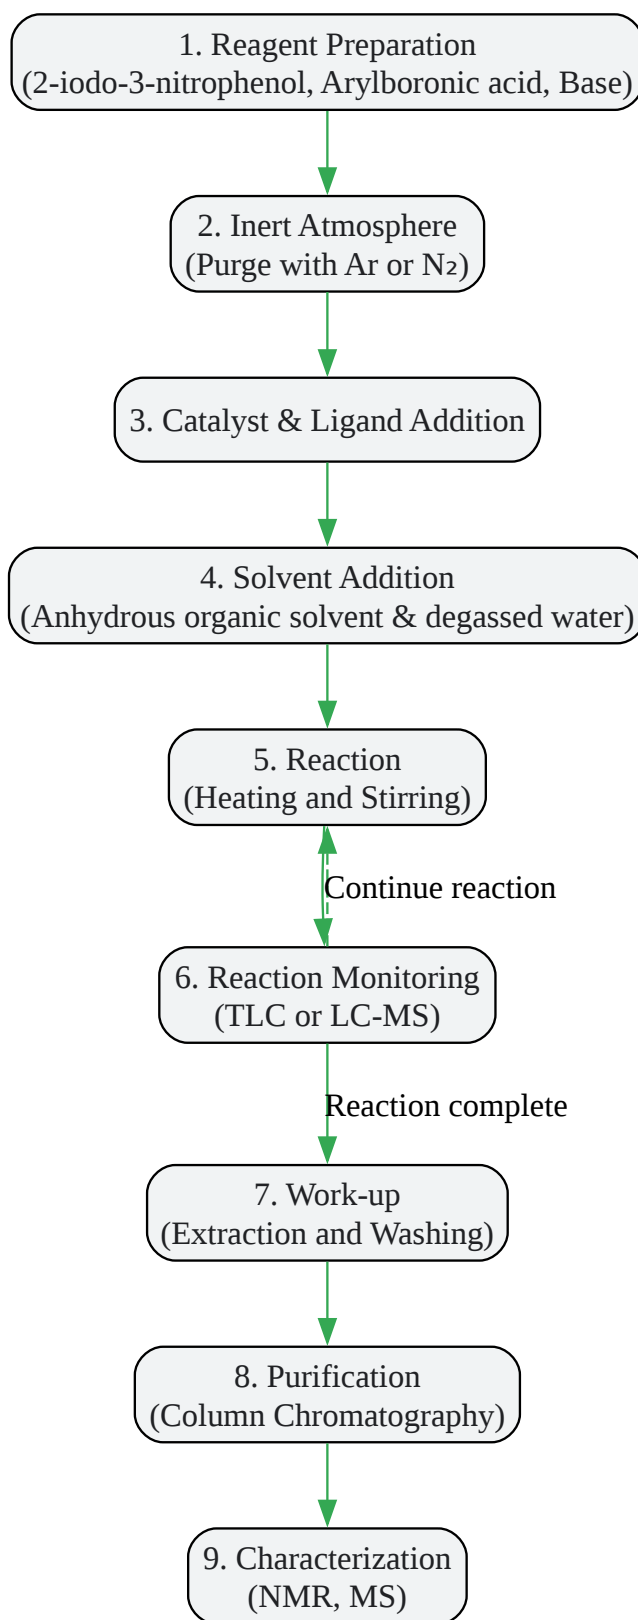 1. Reagent Preparation
(2-iodo-3-nitrophenol, Arylboronic acid, Base)
2. Inert Atmosphere
(Purge with Ar or N₂)
3. Catalyst & Ligand Addition
4. Solvent Addition
(Anhydrous organic solvent & degassed water)
5. Reaction
(Heating and Stirring)
Continue reaction
6. Reaction Monitoring
(TLC or LC-MS)
Reaction complete
7. Work-up
(Extraction and Washing)
8. Purification
(Column Chromatography)
9. Characterization
(NMR, MS)